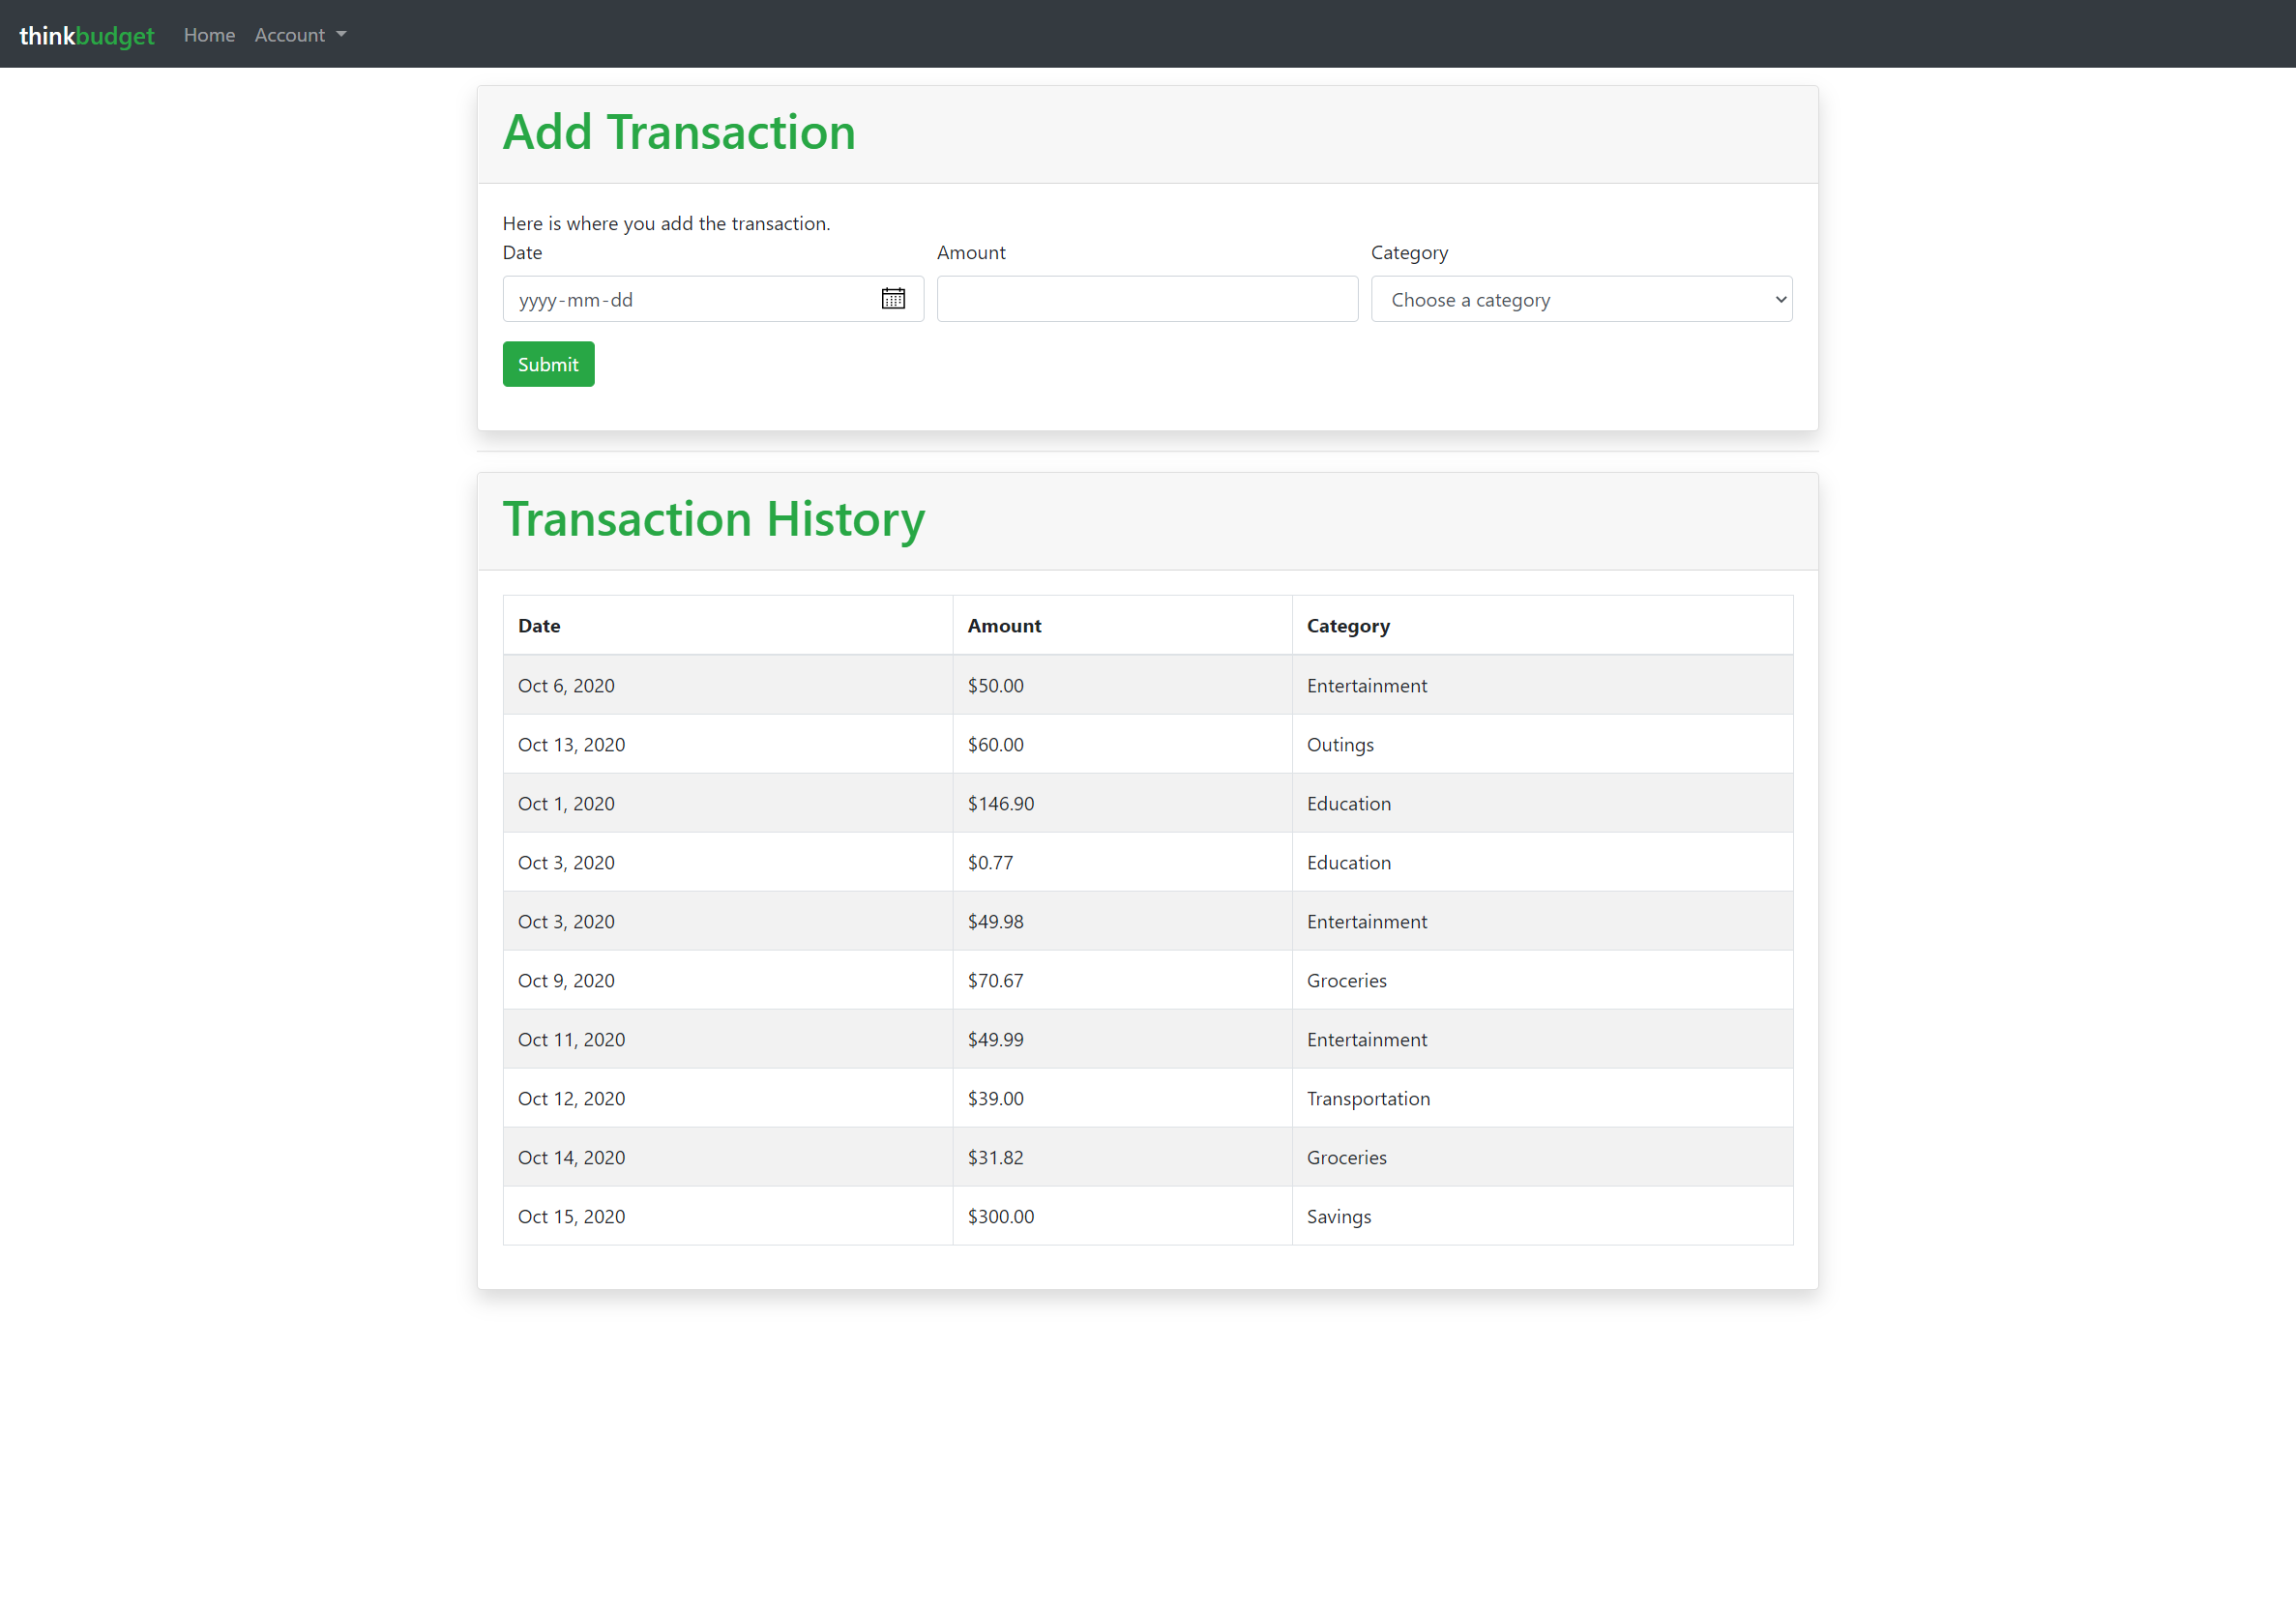 thinkbudget Home Account
Add Transaction
Here is where you add the transaction.
Date Amount Category
yyyy-mm-dd Choose a category
Submit
Transaction History
Date Amount Category
Oct 6, 2020 $50.00 Entertainment
Oct 13, 2020 $60.00 Outings
Oct 1, 2020 $146.90 Education
Oct 3, 2020 $0.77 Education
Oct 3, 2020 $49.98 Entertainment
Oct 9, 2020 $70.67 Groceries
Oct 11, 2020 $49.99 Entertainment
Oct 12, 2020 $39.00 Transportation
Oct 14, 2020 $31.82 Groceries
Oct 15, 2020 $300.00 Savings